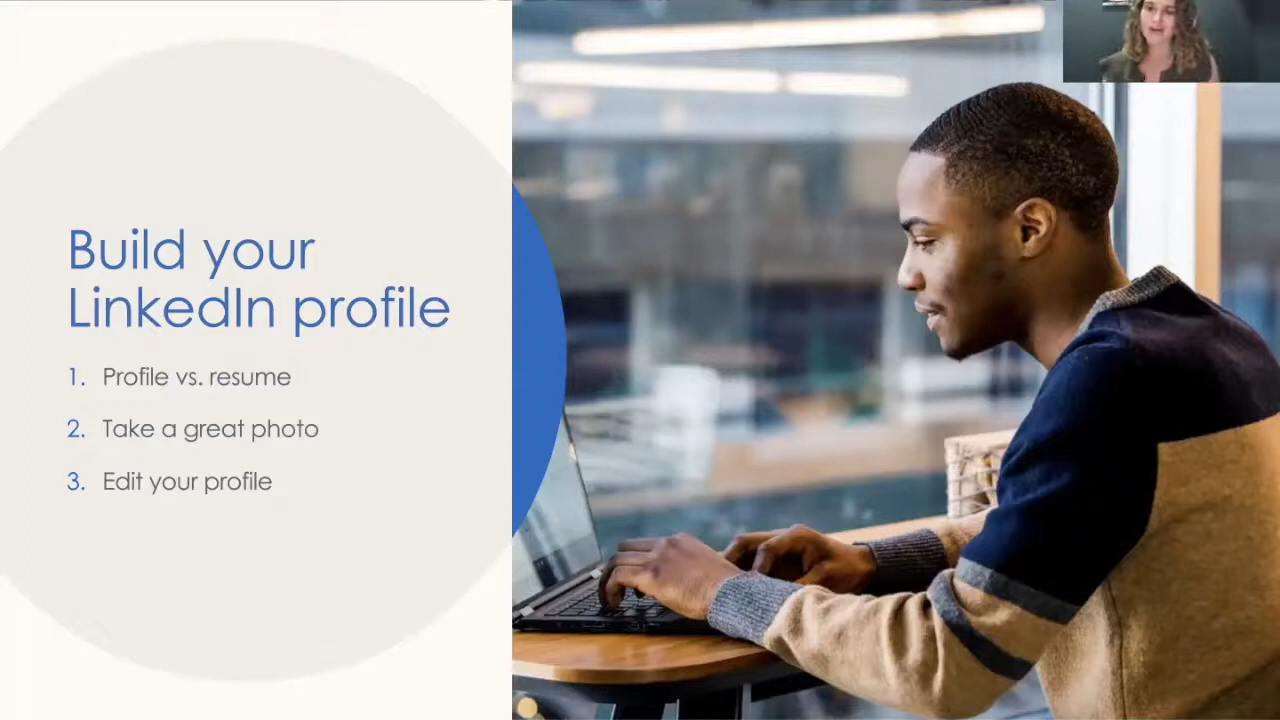 Build your
LinkedIn profile
1. Profile vs. resume
2. Take a great photo
3. Edit your profile